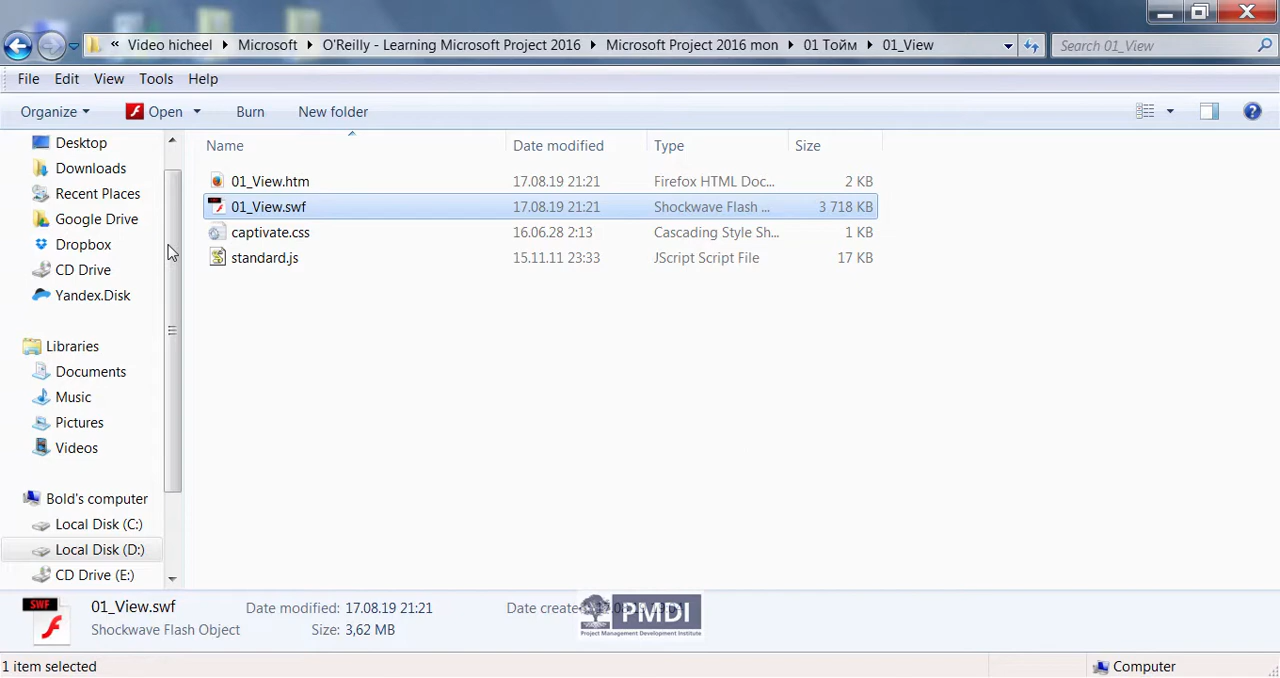 Video hicheel Microsoft O'Reilly - Learning Microsoft Project 2016 Microsoft Project 2016 mon 01 Тойм 01_View Search 01_View
File Edit View Tools Help
Organize Open Burn New folder
Name Date modified Type Size
Desktop
Downloads
Recent Places
Google Drive
Dropbox
CD Drive
Yandex.Disk
Libraries
Documents
Music
Pictures
Videos
Bold's computer
Local Disk (C:)
Local Disk (D:)
CD Drive (E:)
01_View.htm 17.08.19 21:21 Firefox HTML Doc... 2 KB
01_View.swf 17.08.19 21:21 Shockwave Flash ... 3 718 KB
captivate.css 16.06.28 2:13 Cascading Style Sh... 1 KB
standard.js 15.11.11 23:33 JScript Script File 17 KB
SWF
01_View.swf Date modified: 17.08.19 21:21 Date created:
Shockwave Flash Object Size: 3,62 MB
PMDI
Project Management Development Institute
1 item selected Computer